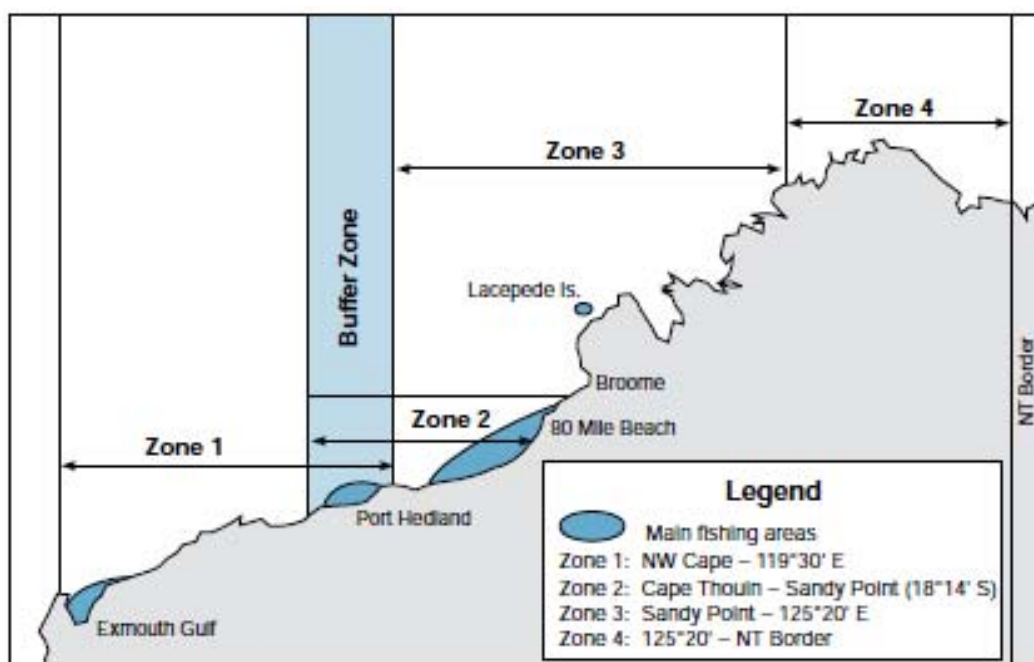 Zone 4
Zone 3
Buffer Zone
Lacepede Is.
Broome
Zone 2
80 Mile Beach
Zone 1
Port Hedland
Exmouth Gulf
NT Border
Legend
Main fishing areas
Zone 1: NW Cape – 119°30' E
Zone 2: Cape Thouin – Sandy Point (18°14' S)
Zone 3: Sandy Point – 125°20' E
Zone 4: 125°20' – NT Border